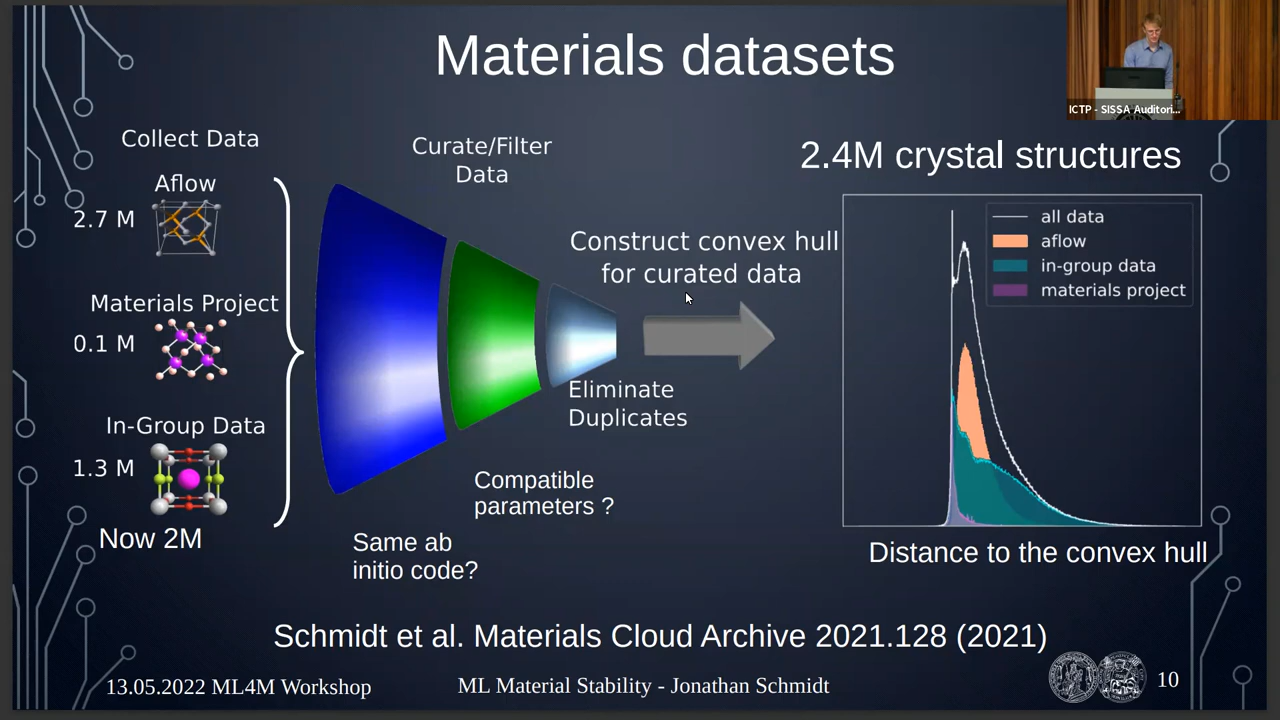 Materials datasets
ICTP - SISSA Auditori...
Collect Data
Aflow
2.7 M
Materials Project
0.1 M
In-Group Data
1.3 M
Now 2M
Curate/Filter
Data
Same ab
initio code?
Compatible
parameters ?
Eliminate
Duplicates
Construct convex hull
for curated data
2.4M crystal structures
all data
aflow
in-group data
materials project
Distance to the convex hull
Schmidt et al. Materials Cloud Archive 2021.128 (2021)
13.05.2022 ML4M Workshop
ML Material Stability - Jonathan Schmidt
10